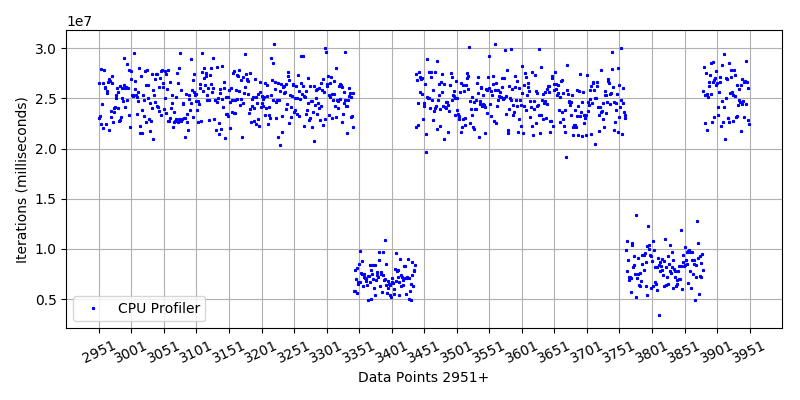 1e7
3.0
2.5
2.0
1.5
1.0
0.5
Iterations (milliseconds)
CPU Profiler
2951 3001 3051 3101 3151 3201 3251 3301 3351 3401 3451 3501 3551 3601 3651 3701 3751 3801 3851 3901 3951
Data Points 2951+